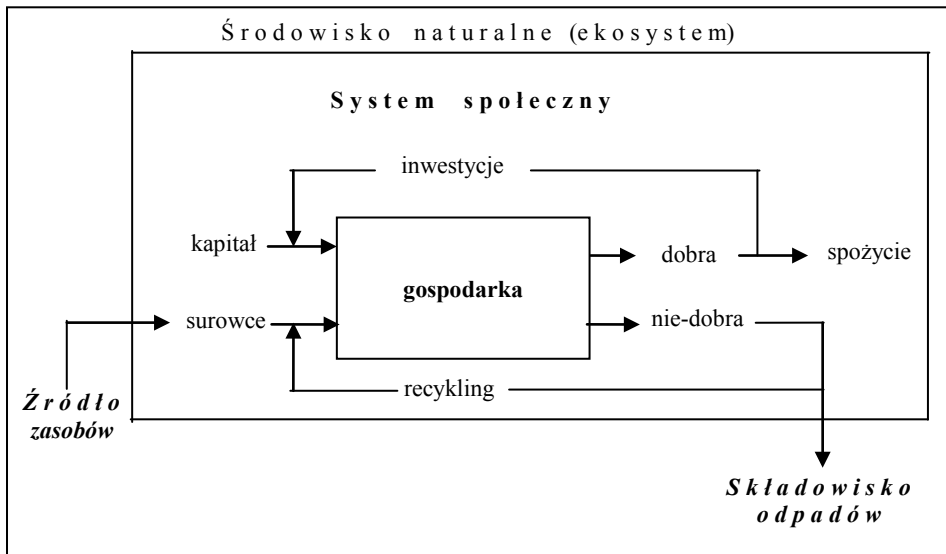 Środowisko naturalne (ekosystem)
System społeczny
inwestycje
kapitał
dobra
spożycie
gospodarka
surowce
nie-dobra
recykling
Źródło
zasobów
Składowisko
odpadów